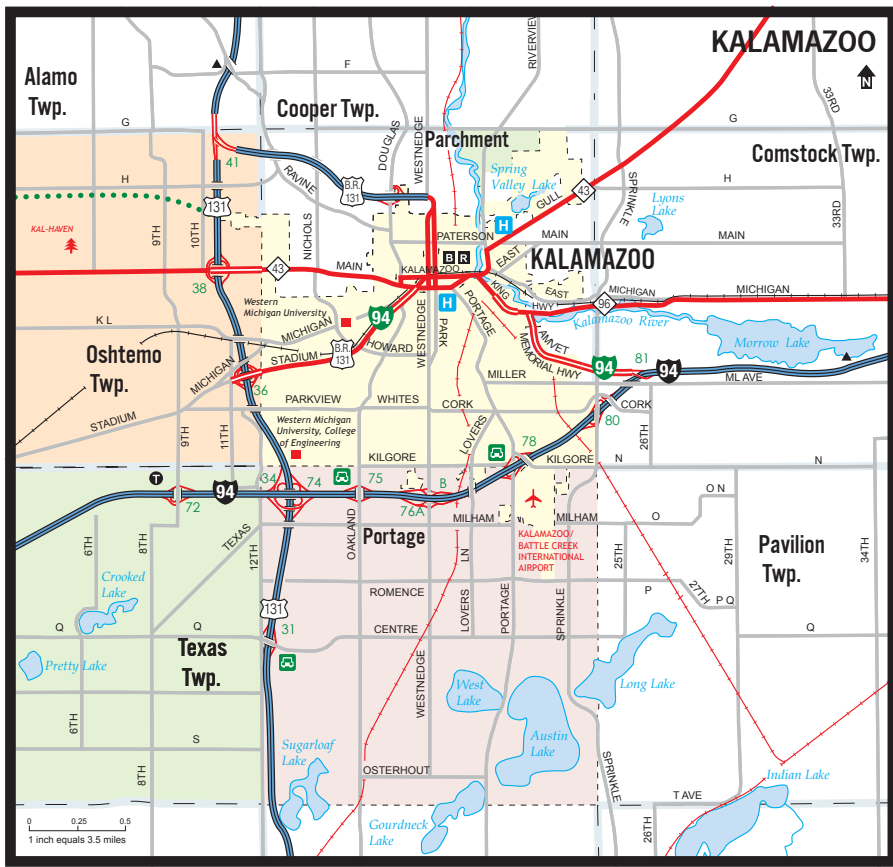 KALAMAZOO
N
Alamo
Twp.
F
RIVERVIEW
33RD
Cooper Twp.
DOUGLAS
WESTNEDGE
G
Parchment
G
41
Comstock Twp.
H
RAVINE
B.R.
131
Spring
Valley Lake
GULL
43
SPRINKLE
H
Lyons
Lake
33RD
131
KAL-HAVEN
9TH
10TH
NICHOLS
H
PATERSON
MAIN
MAIN
B R
EAST
KALAMAZOO
43
MAIN
KALAMAZOO
38
KING
HWY
EAST
MICHIGAN
96
MICHIGAN
Western
Michigan University
94
H
WESTNEDGE
PARK
PORTAGE
Kalamazoo River
K L
MICHIGAN
B.R.
131
HOWARD
AMVET
MEMORIAL HWY
Morrow Lake
Oshtemo
Twp.
MICHIGAN
STADIUM
94
81
94
36
MILLER
ML AVE
PARKVIEW
WHITES
CORK
CORK
STADIUM
9TH
11TH
Western Michigan
University, College
of Engineering
LOVERS
80
26TH
78
KILGORE
KILGORE
N
N
T
34
74
75
B
94
72
76A
O N
6TH
8TH
TEXAS
12TH
OAKLAND
Portage
MILHAM
MILHAM
O
KALAMAZOO/
BATTLE CREEK
INTERNATIONAL
AIRPORT
LN
25TH
29TH
Pavilion
Twp.
34TH
Crooked
Lake
131
ROMENCE
LOVERS
PORTAGE
SPRINKLE
P
27TH
P Q
Q
Q
31
CENTRE
Q
Texas
Twp.
Pretty Lake
WESTNEDGE
West
Lake
Long Lake
6TH
S
Sugarloaf
Lake
Austin
Lake
8TH
OSTERHOUT
SPRINKLE
Indian Lake
T AVE
Gourdneck
Lake
26TH
0 0.25 0.5
1 inch equals 3.5 miles